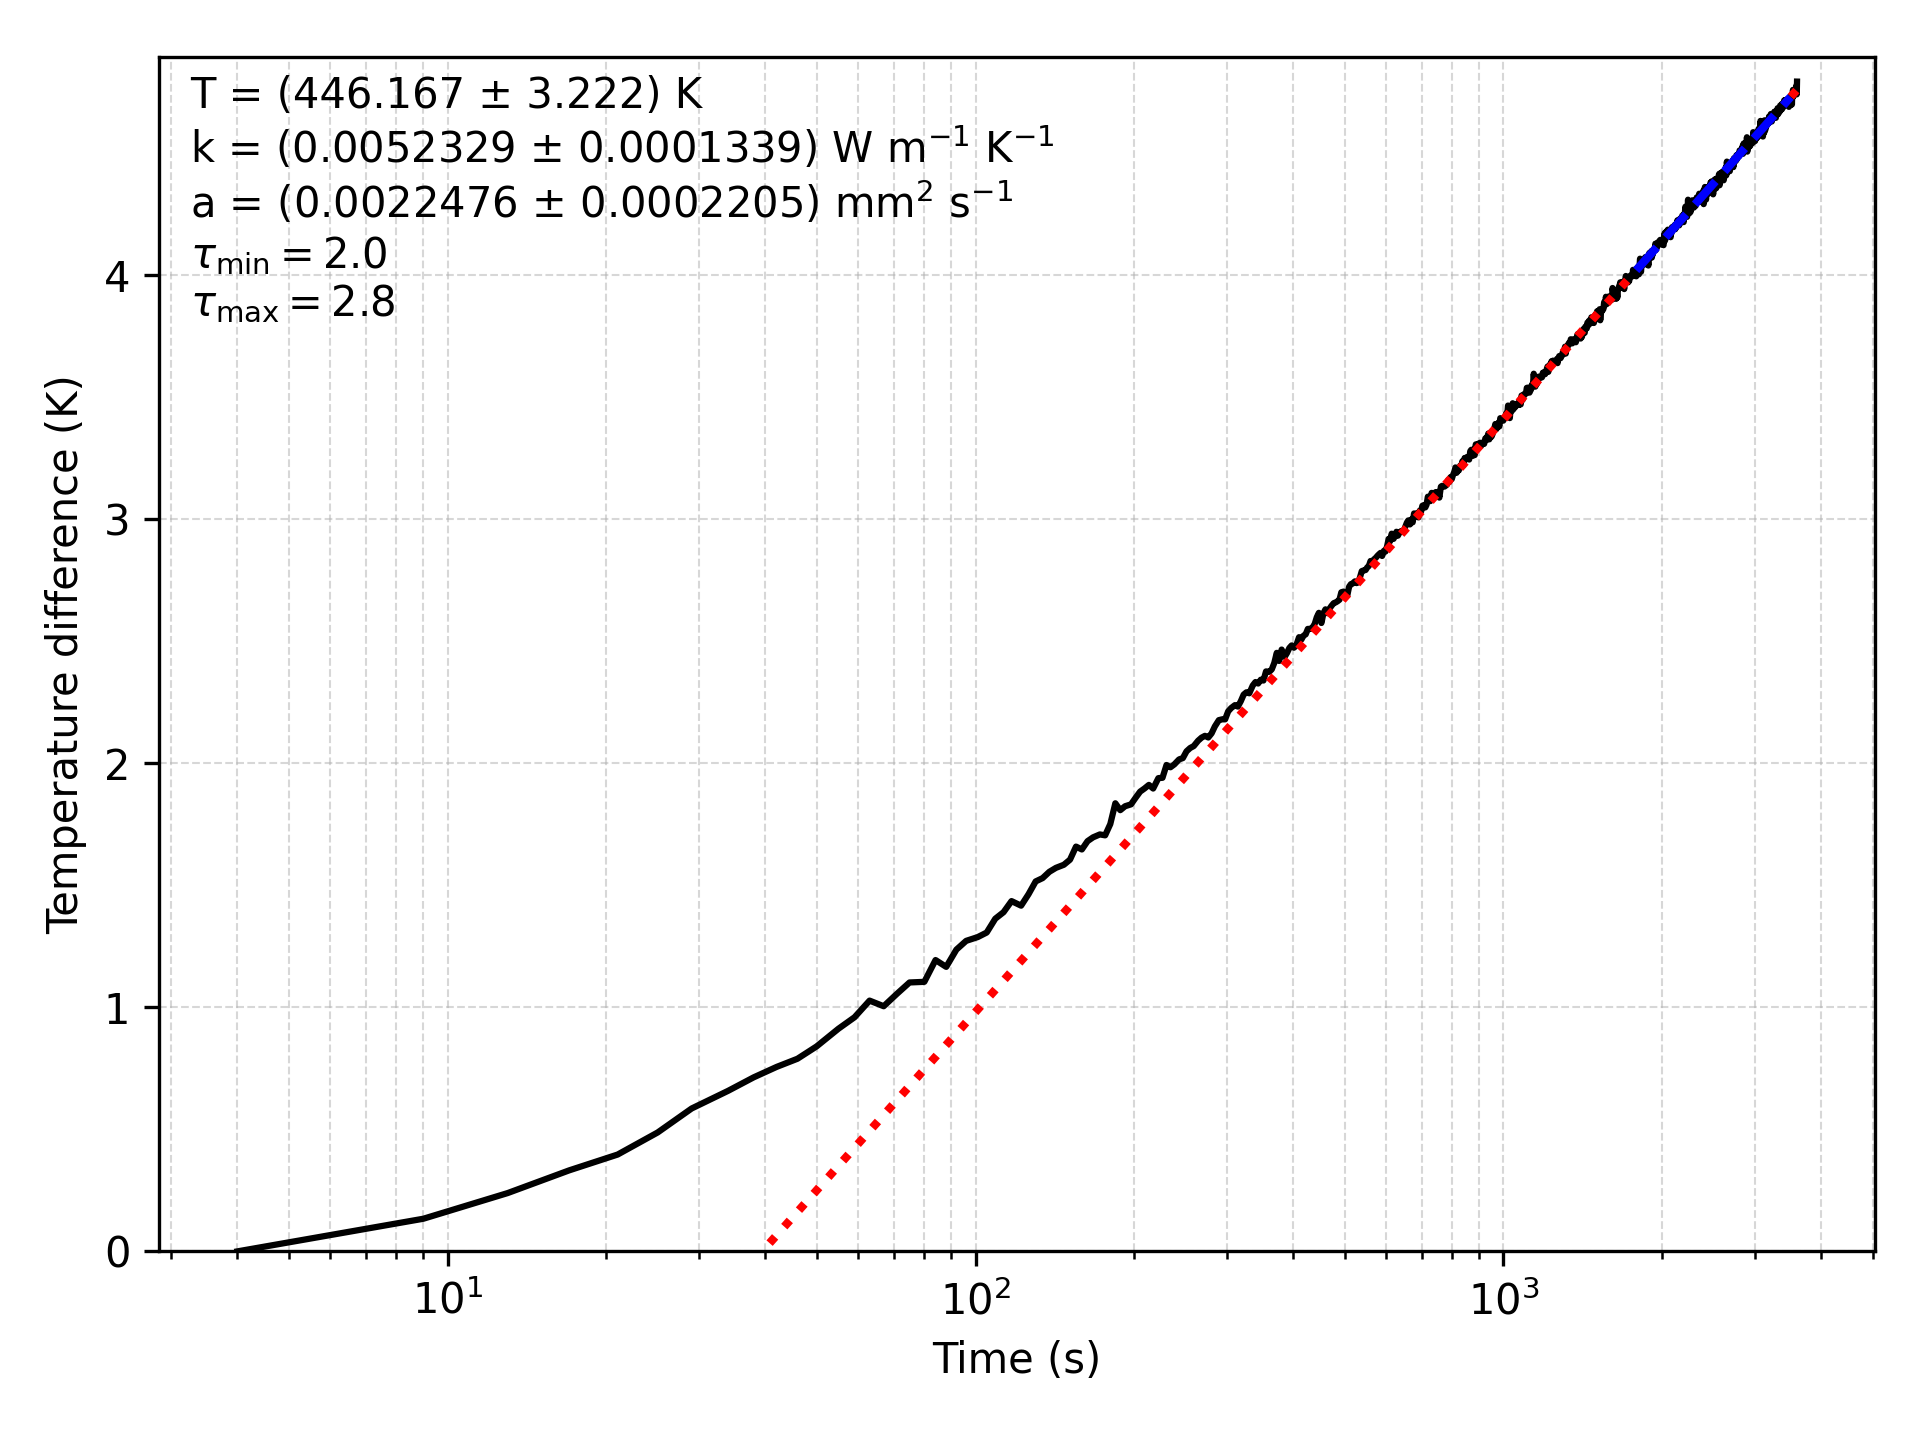 T = (446.167 ± 3.222) K
k = (0.0052329 ± 0.0001339) W m⁻¹ K⁻¹
a = (0.0022476 ± 0.0002205) mm² s⁻¹
τmin = 2.0
τmax = 2.8
4
3
2
1
0
Temperature difference (K)
10¹ 10² 10³
Time (s)